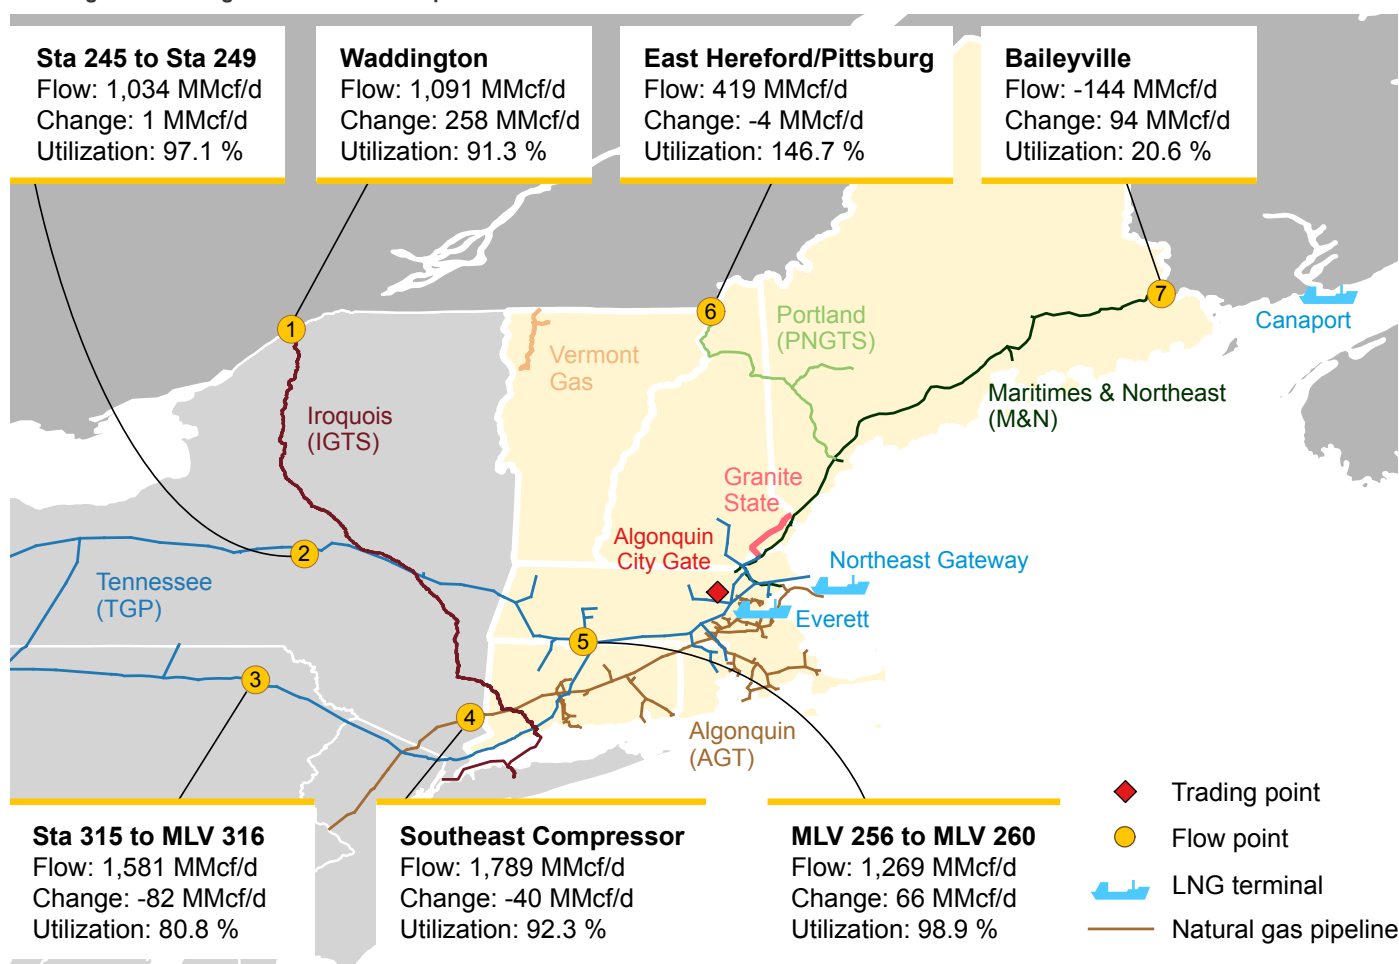 Sta 245 to Sta 249
Flow: 1,034 MMcf/d
Change: 1 MMcf/d
Utilization: 97.1 %
Waddington
Flow: 1,091 MMcf/d
Change: 258 MMcf/d
Utilization: 91.3 %
East Hereford/Pittsburg
Flow: 419 MMcf/d
Change: -4 MMcf/d
Utilization: 146.7 %
Baileyville
Flow: -144 MMcf/d
Change: 94 MMcf/d
Utilization: 20.6 %
1
6
7
Portland
(PNGTS)
Canaport
Vermont
Gas
Maritimes & Northeast
(M&N)
Iroquois
(IGTS)
Granite
State
Algonquin
City Gate
2
Northeast Gateway
Tennessee
(TGP)
Everett
5
3
4
Algonquin
(AGT)
Sta 315 to MLV 316
Flow: 1,581 MMcf/d
Change: -82 MMcf/d
Utilization: 80.8 %
Southeast Compressor
Flow: 1,789 MMcf/d
Change: -40 MMcf/d
Utilization: 92.3 %
MLV 256 to MLV 260
Flow: 1,269 MMcf/d
Change: 66 MMcf/d
Utilization: 98.9 %
Trading point
Flow point
LNG terminal
Natural gas pipeline